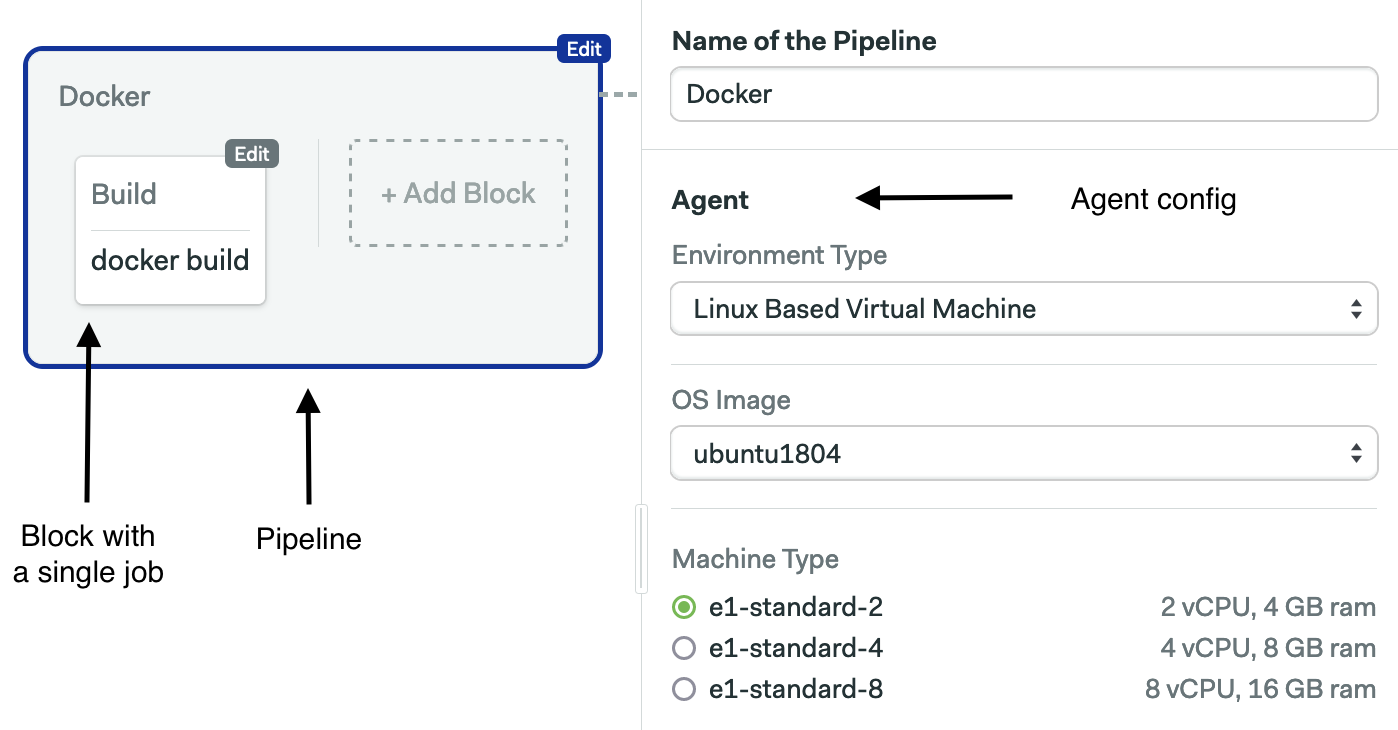 Edit
Docker
Edit
Build
+ Add Block
docker build
Block with
a single job
Pipeline
Name of the Pipeline
Docker
Agent
Agent config
Environment Type
Linux Based Virtual Machine
OS Image
ubuntu1804
Machine Type
e1-standard-2 2 vCPU, 4 GB ram
e1-standard-4 4 vCPU, 8 GB ram
e1-standard-8 8 vCPU, 16 GB ram